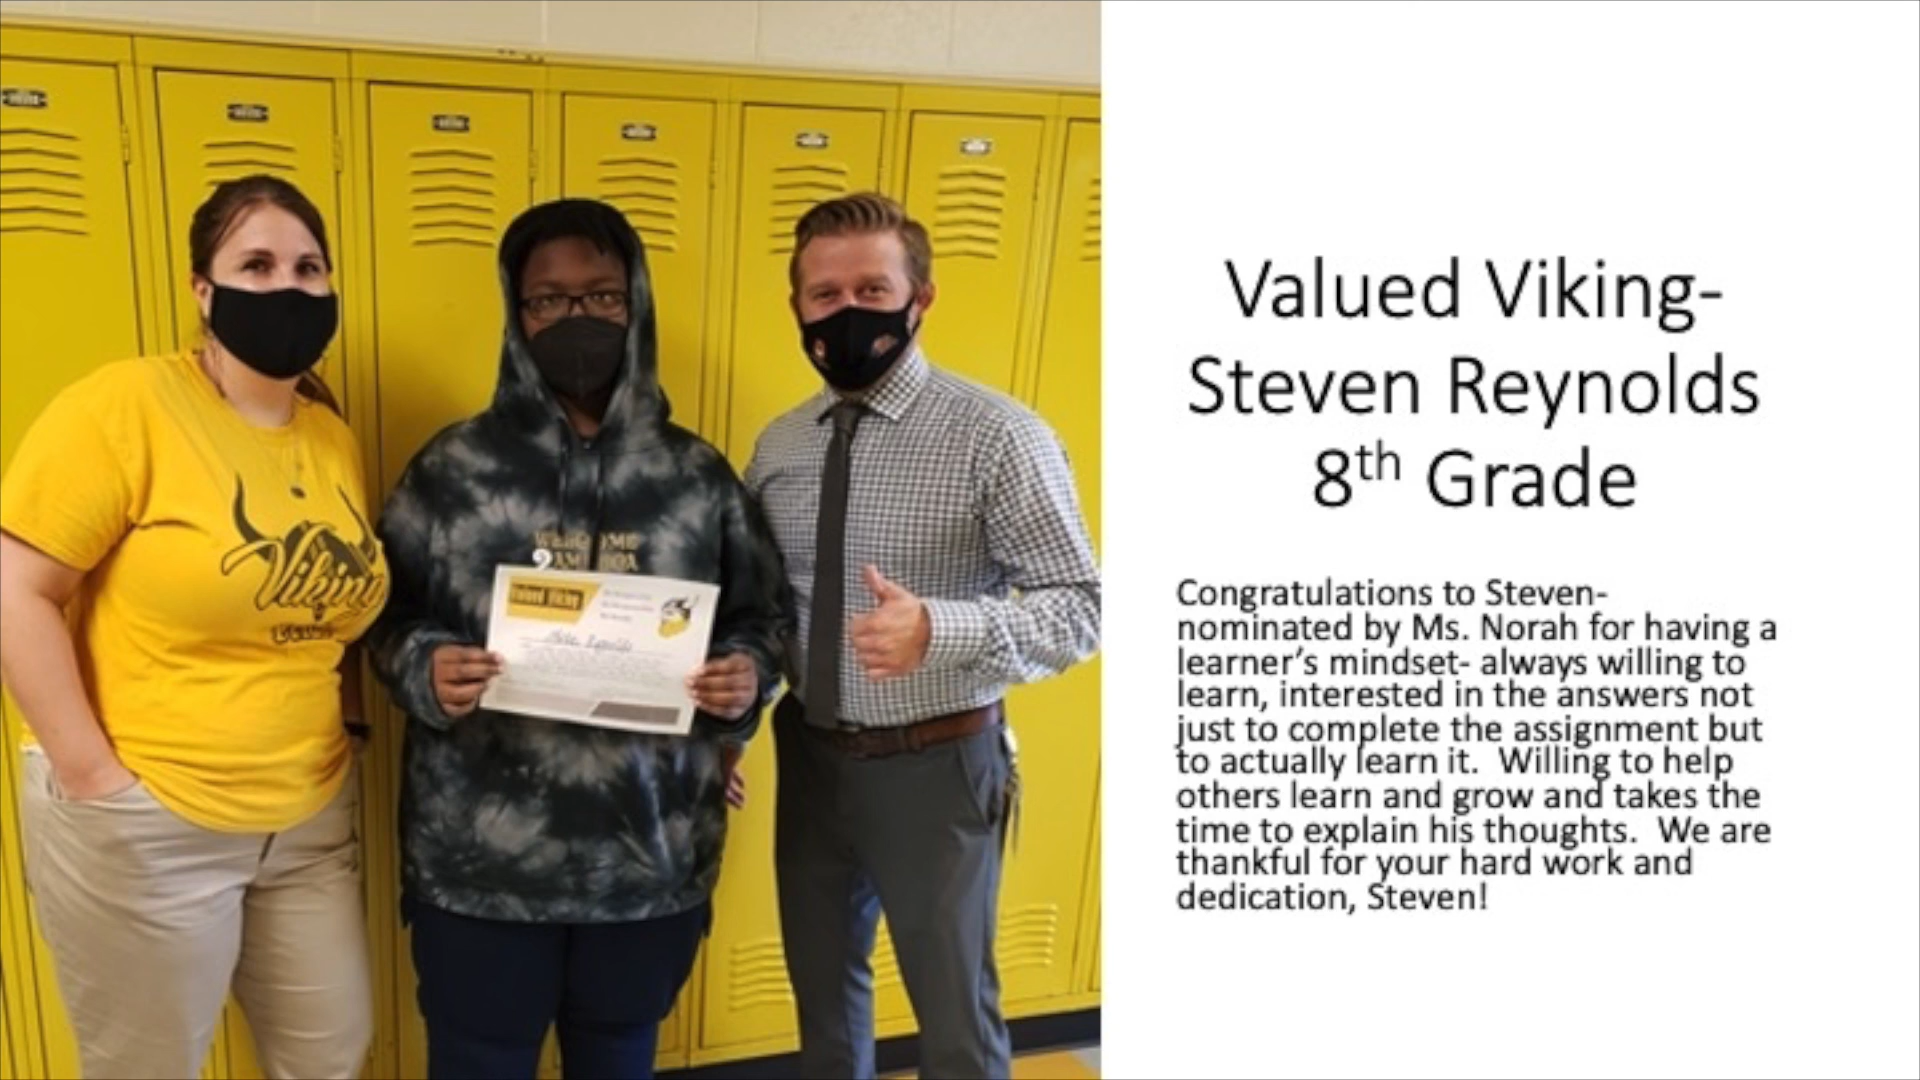 Valued Viking-
Steven Reynolds
8th Grade
Congratulations to Steven-
nominated by Ms. Norah for having a
learner's mindset- always willing to
learn, interested in the answers not
just to complete the assignment but
to actually learn it.  Willing to help
others learn and grow and takes the
time to explain his thoughts.  We are
thankful for your hard work and
dedication, Steven!
Viking
Valued Viking